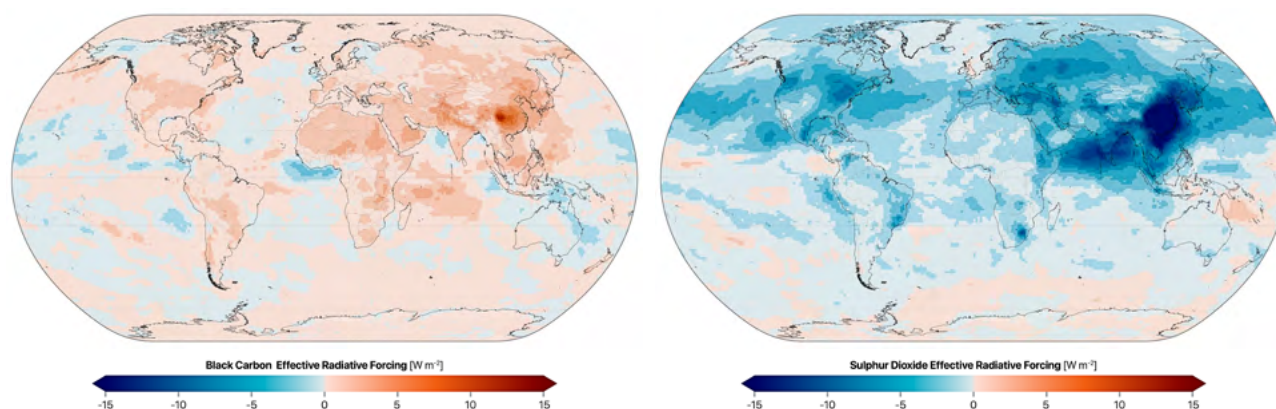 Black Carbon Effective Radiative Forcing [W m⁻²]
-15 -10 -5 0 5 10 15
Sulphur Dioxide Effective Radiative Forcing [W m⁻²]
-15 -10 -5 0 5 10 15